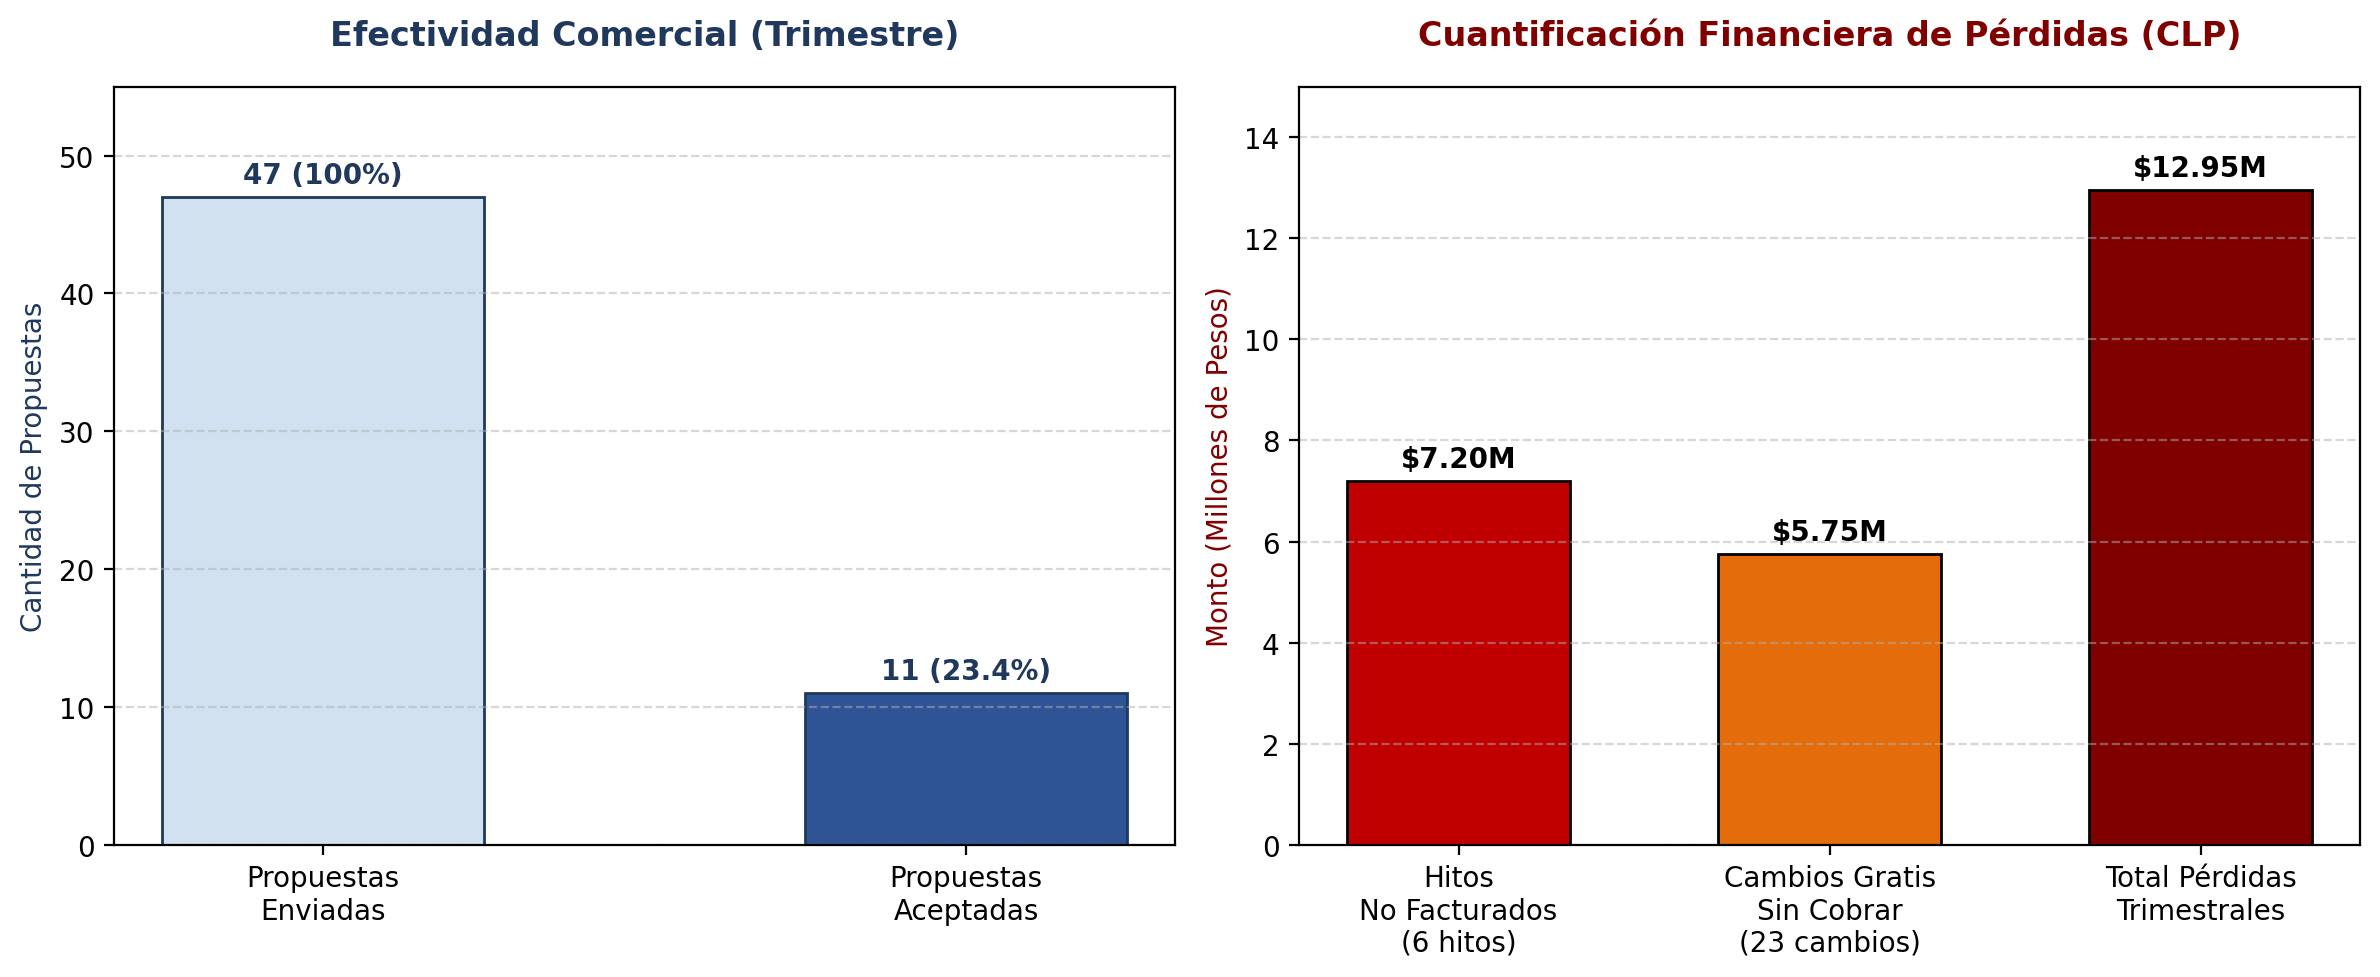 Efectividad Comercial (Trimestre)
Cantidad de Propuestas
50
40
30
20
10
0
47 (100%)
11 (23.4%)
Propuestas
Enviadas
Propuestas
Aceptadas
Cuantificación Financiera de Pérdidas (CLP)
Monto (Millones de Pesos)
14
12
10
8
6
4
2
0
$7.20M
$5.75M
$12.95M
Hitos
No Facturados
(6 hitos)
Cambios Gratis
Sin Cobrar
(23 cambios)
Total Pérdidas
Trimestrales